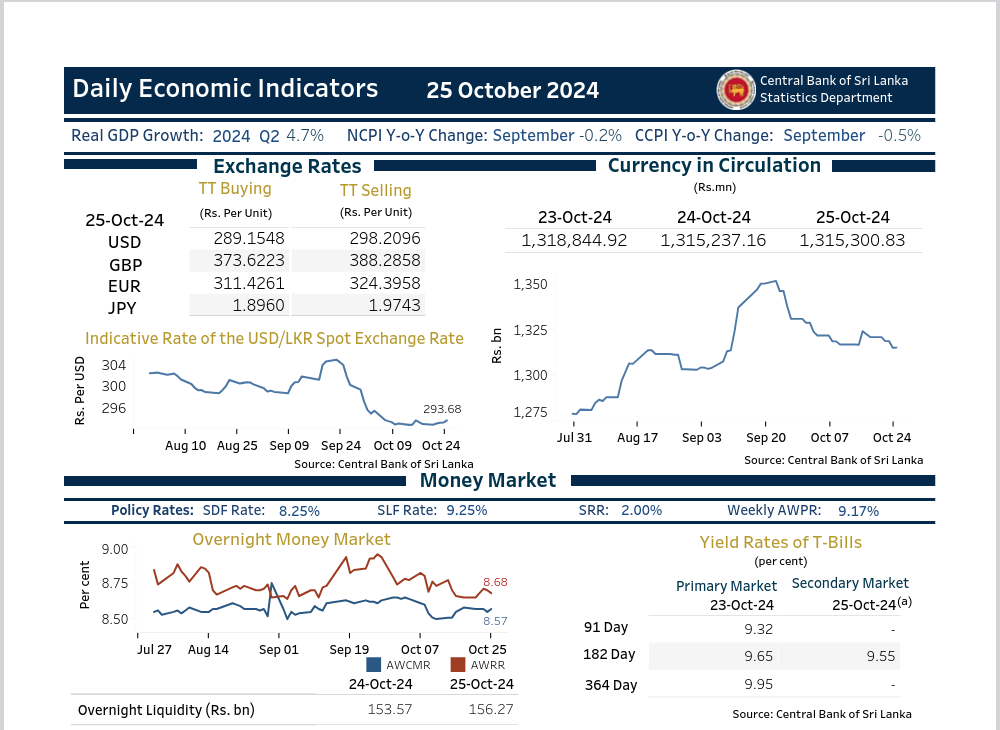 Daily Economic Indicators 25 October 2024
Central Bank of Sri Lanka
Statistics Department
Real GDP Growth: 2024 Q2 4.7% NCPI Y-o-Y Change: September -0.2% CCPI Y-o-Y Change: September -0.5%
Exchange Rates
TT Buying TT Selling
25-Oct-24 (Rs. Per Unit) (Rs. Per Unit)
USD 289.1548 298.2096
GBP 373.6223 388.2858
EUR 311.4261 324.3958
JPY 1.8960 1.9743
Indicative Rate of the USD/LKR Spot Exchange Rate
Rs. Per USD
304
300
296
293.68
Aug 10 Aug 25 Sep 09 Sep 24 Oct 09 Oct 24
Source: Central Bank of Sri Lanka
Currency in Circulation
(Rs.mn)
23-Oct-24 24-Oct-24 25-Oct-24
1,318,844.92 1,315,237.16 1,315,300.83
Rs. bn
1,350
1,325
1,300
1,275
Jul 31 Aug 17 Sep 03 Sep 20 Oct 07 Oct 24
Source: Central Bank of Sri Lanka
Money Market
Policy Rates: SDF Rate: 8.25% SLF Rate: 9.25% SRR: 2.00% Weekly AWPR: 9.17%
Overnight Money Market
Per cent
9.00
8.75
8.50
8.68
8.57
Jul 27 Aug 14 Sep 01 Sep 19 Oct 07 Oct 25
AWCMR AWRR
24-Oct-24 25-Oct-24
Overnight Liquidity (Rs. bn) 153.57 156.27
Yield Rates of T-Bills
(per cent)
Primary Market Secondary Market
23-Oct-24 25-Oct-24(a)
91 Day 9.32 -
182 Day 9.65 9.55
364 Day 9.95 -
Source: Central Bank of Sri Lanka